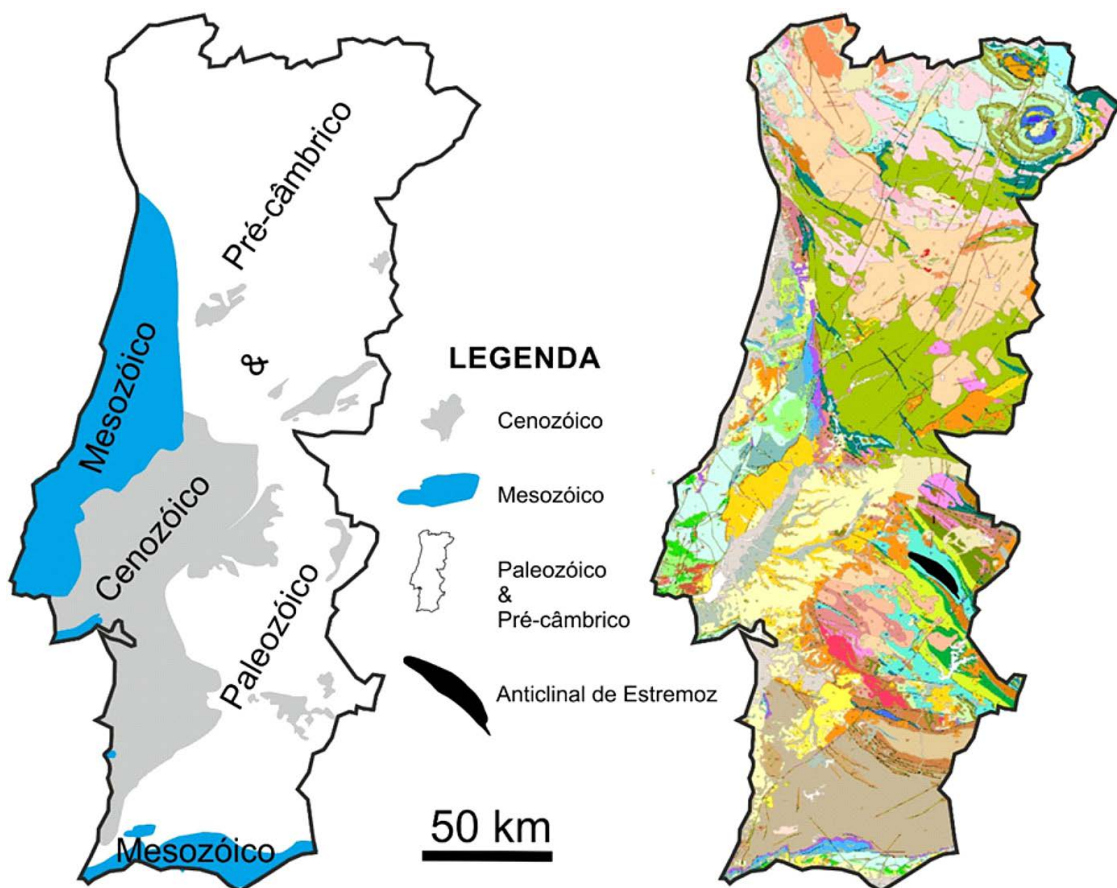 Pré-câmbrico
&
Mesozóico
Cenozóico
Paleozóico
Mesozóico
LEGENDA
Cenozóico
Mesozóico
Paleozóico
&
Pré-câmbrico
Anticlinal de Estremoz
50 km